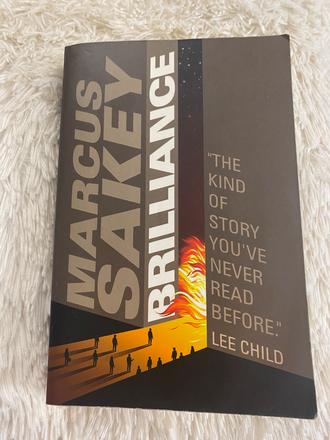 MARCUS
SAKEY
BRILLIANCE
"THE
KIND
OF
STORY
YOU'VE
NEVER
READ
BEFORE."
LEE CHILD